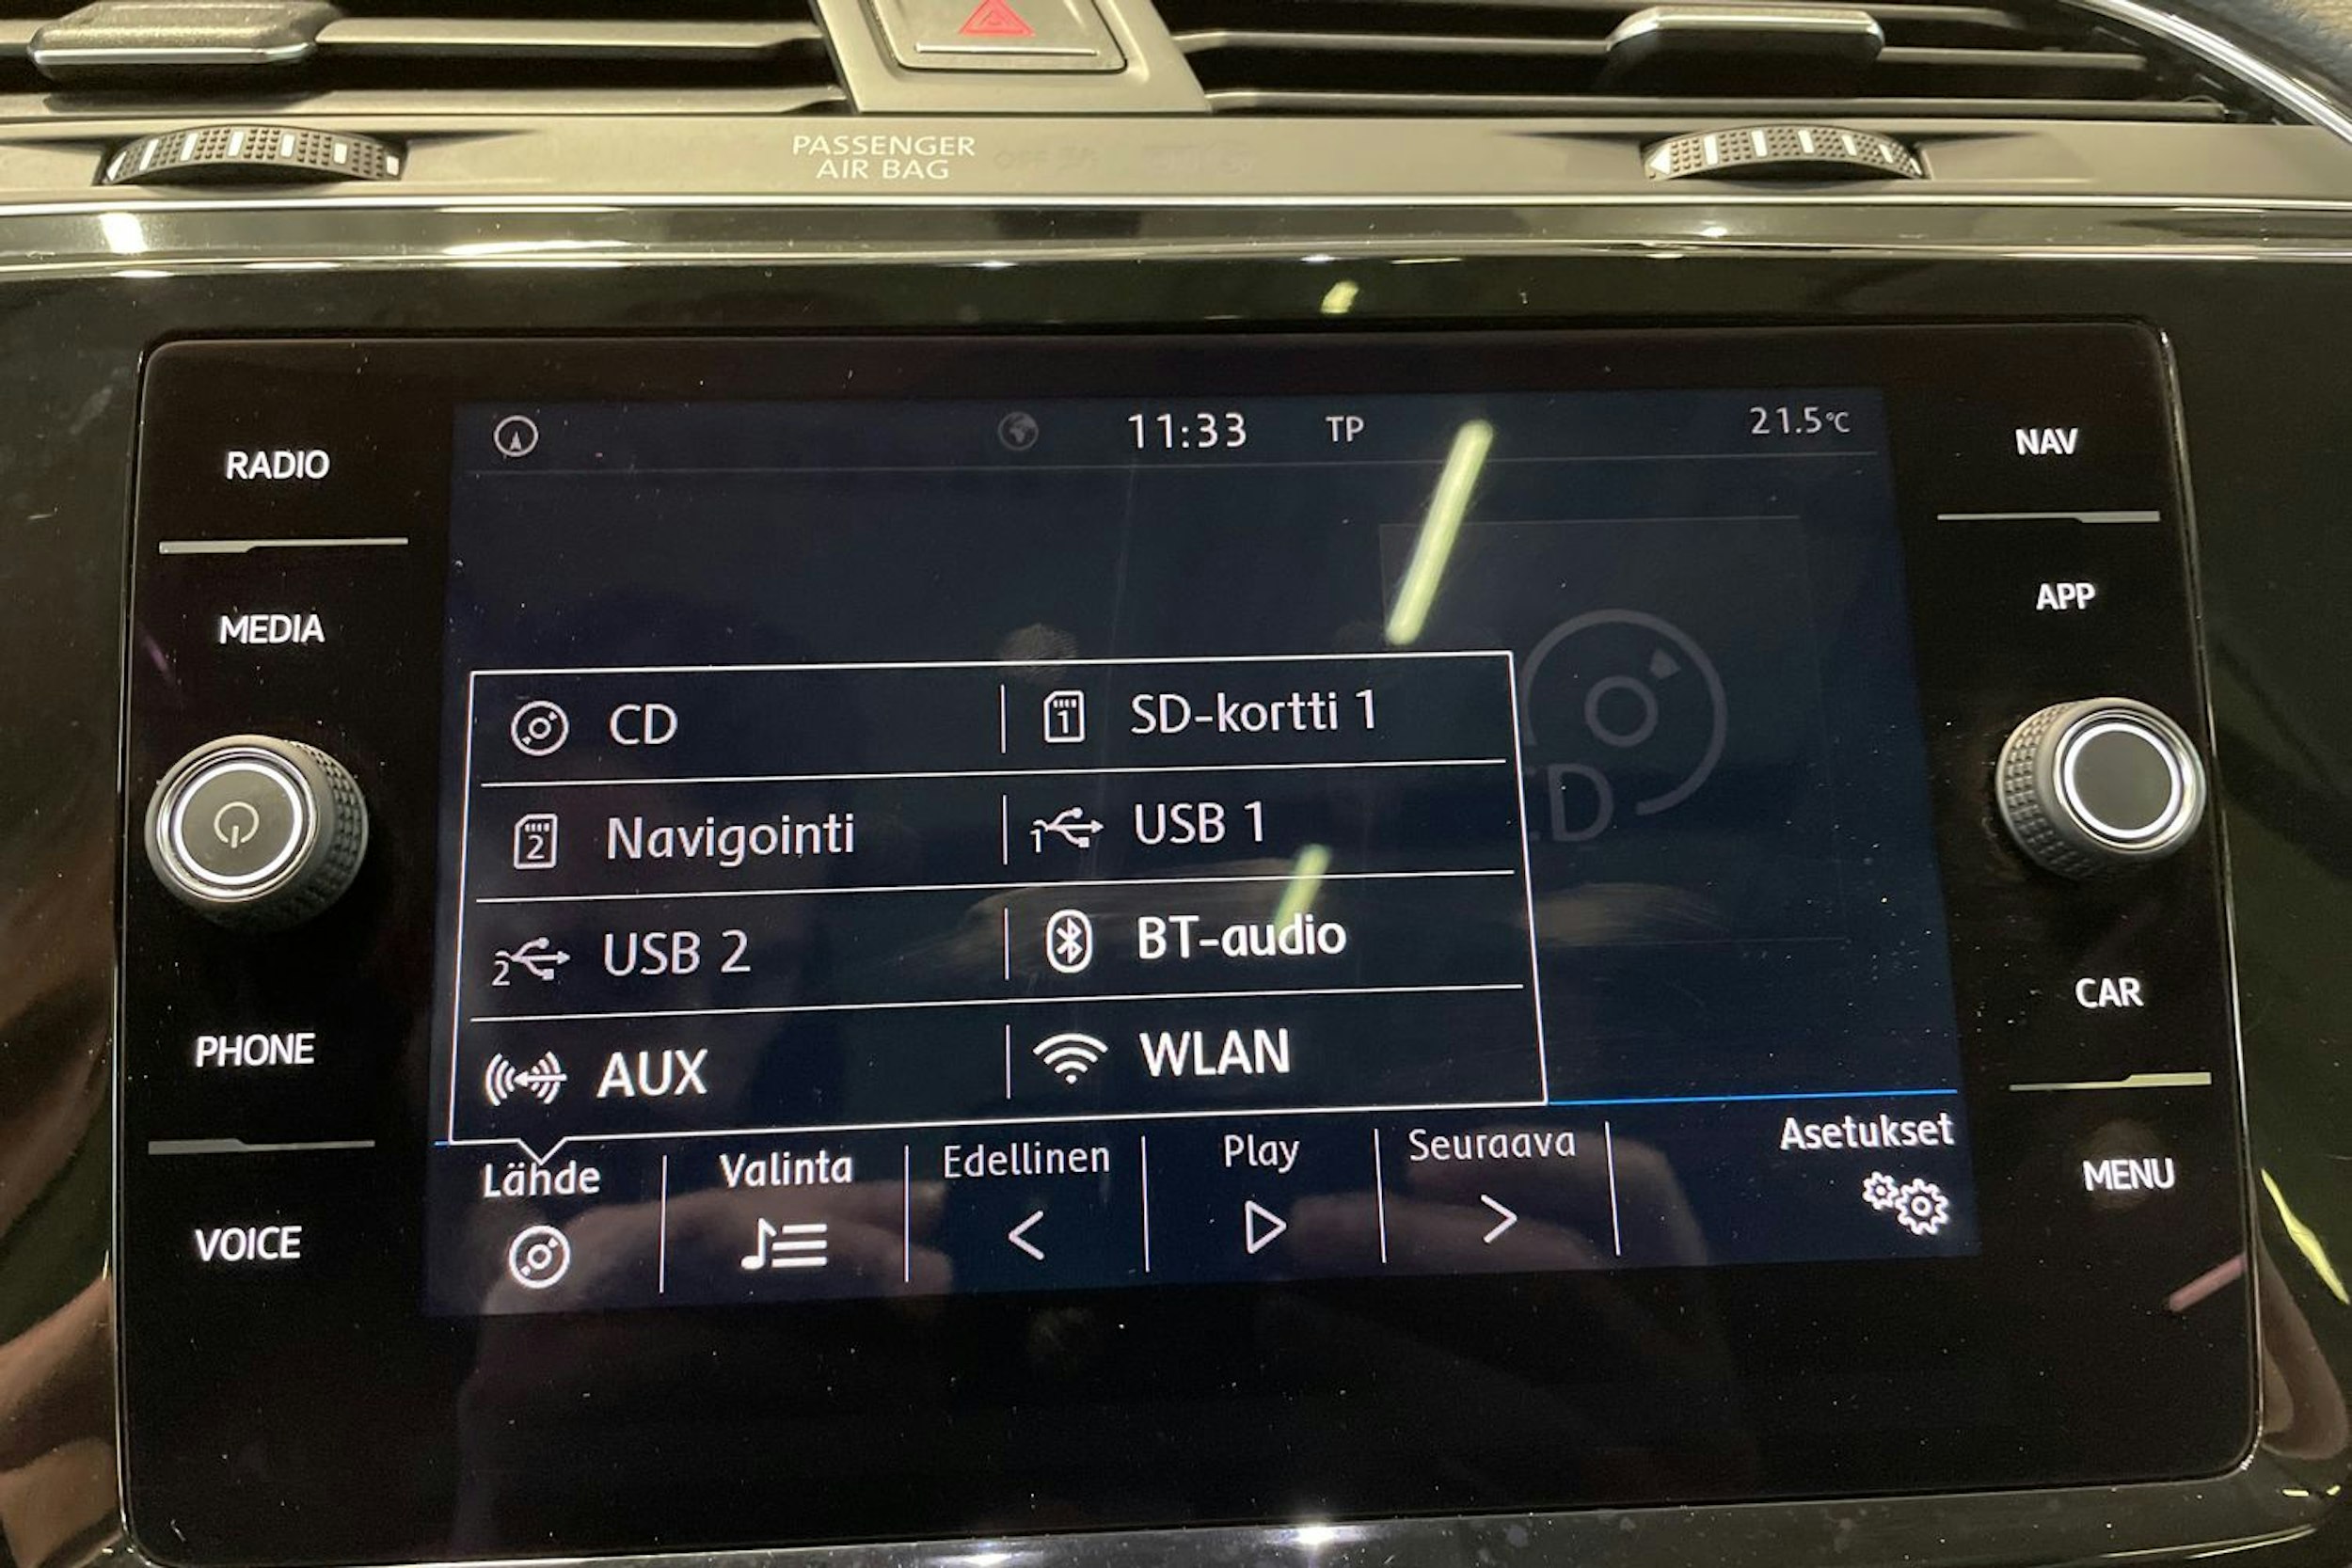 PASSENGER
AIR BAG
RADIO
MEDIA
PHONE
VOICE
11:33 TP 21.5°C
CD
SD-kortti 1
Navigointi
USB 1
USB 2
BT-audio
AUX
WLAN
Lähde
Valinta
Edellinen
Play
Seuraava
Asetukset
NAV
APP
CAR
MENU